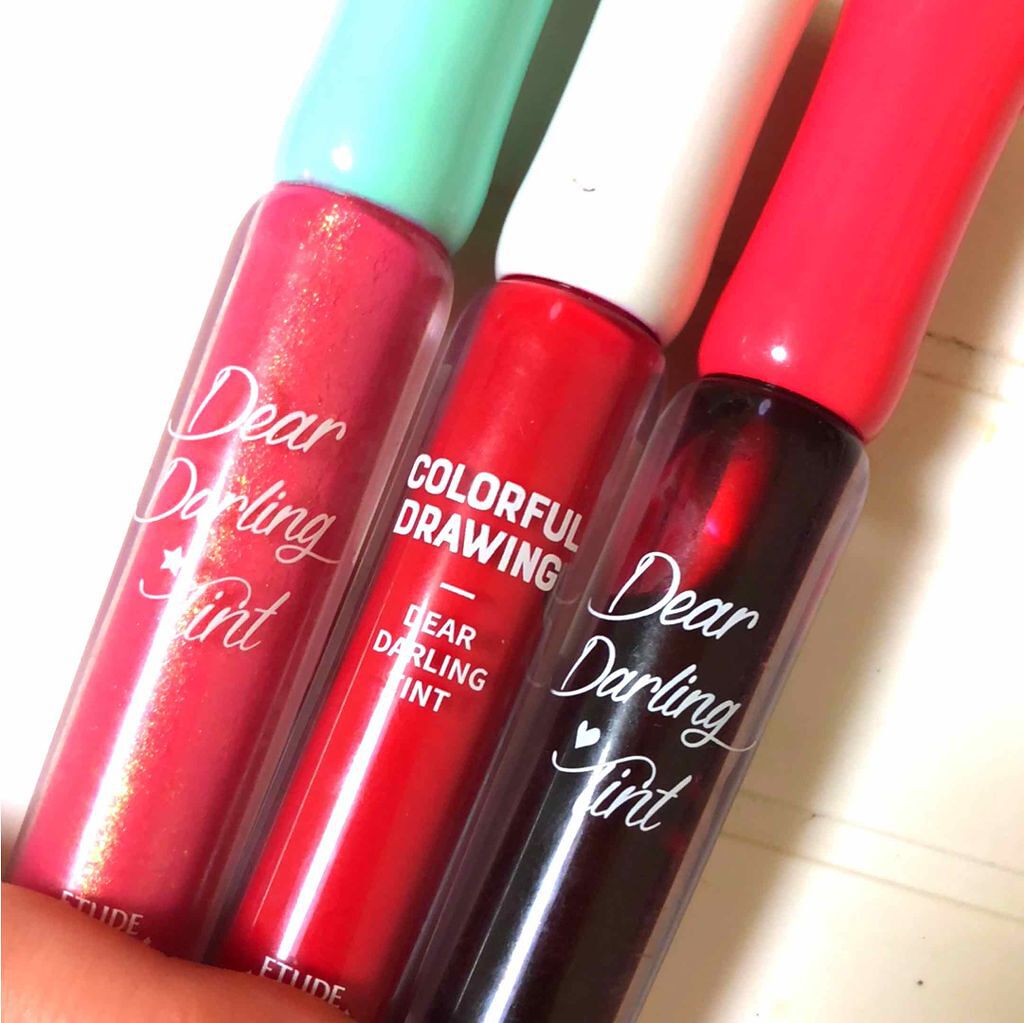 Dear
Darling
Tint
ETUDE
COLORFUL
DRAWING
DEAR
DARLING
TINT
ETUDE
Dear
Darling
Tint